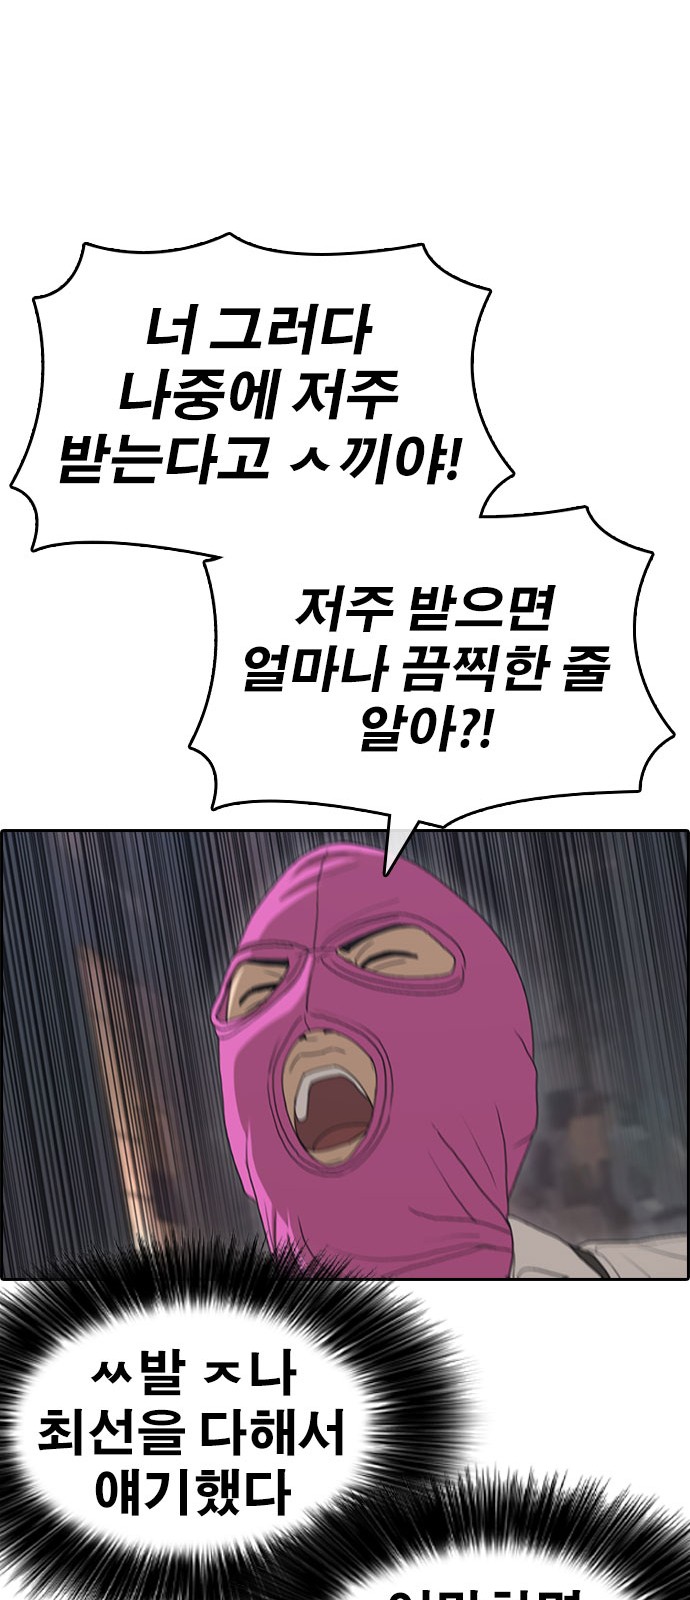 너 그러다
나중에 저주
받는다고 ㅅ끼야!
저주 받으면
얼마나 끔찍한 줄
알아?!
ㅆ발 ㅈ나
최선을 다해서
얘기했다